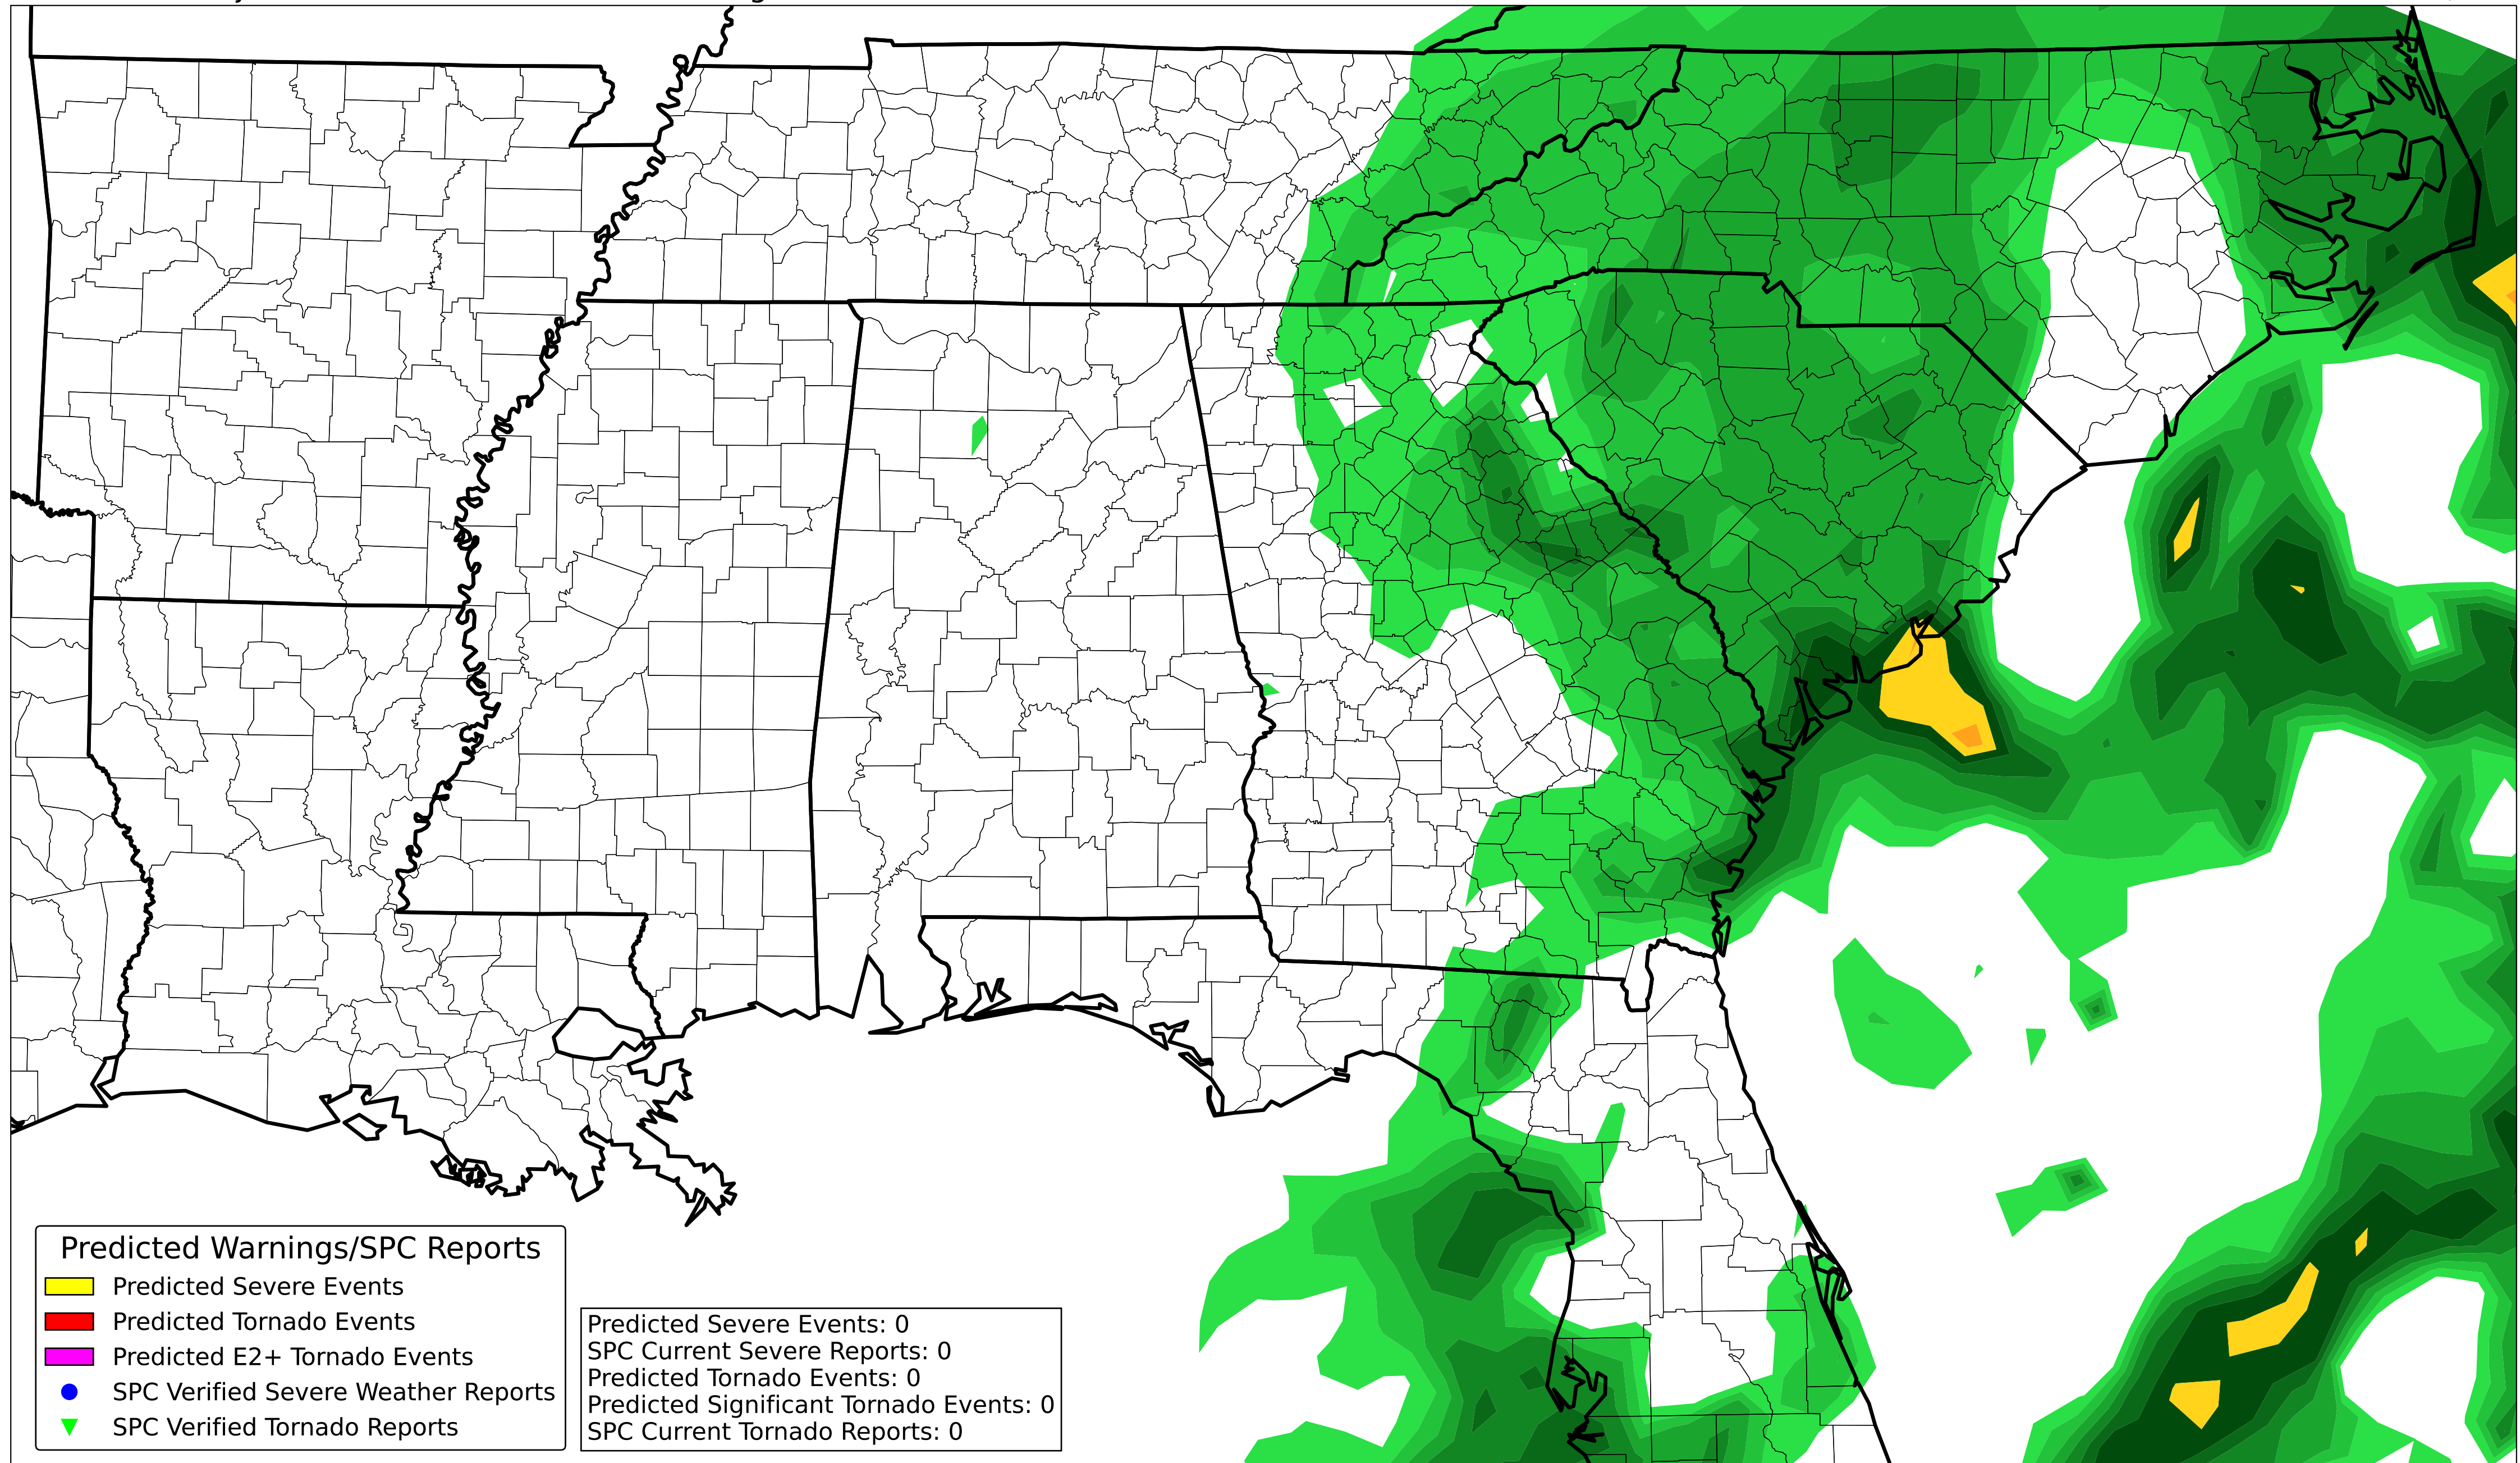 Predicted Warnings/SPC Reports
Predicted Severe Events
Predicted Tornado Events
Predicted E2+ Tornado Events
SPC Verified Severe Weather Reports
SPC Verified Tornado Reports
Predicted Severe Events: 0
SPC Current Severe Reports: 0
Predicted Tornado Events: 0
Predicted Significant Tornado Events: 0
SPC Current Tornado Reports: 0